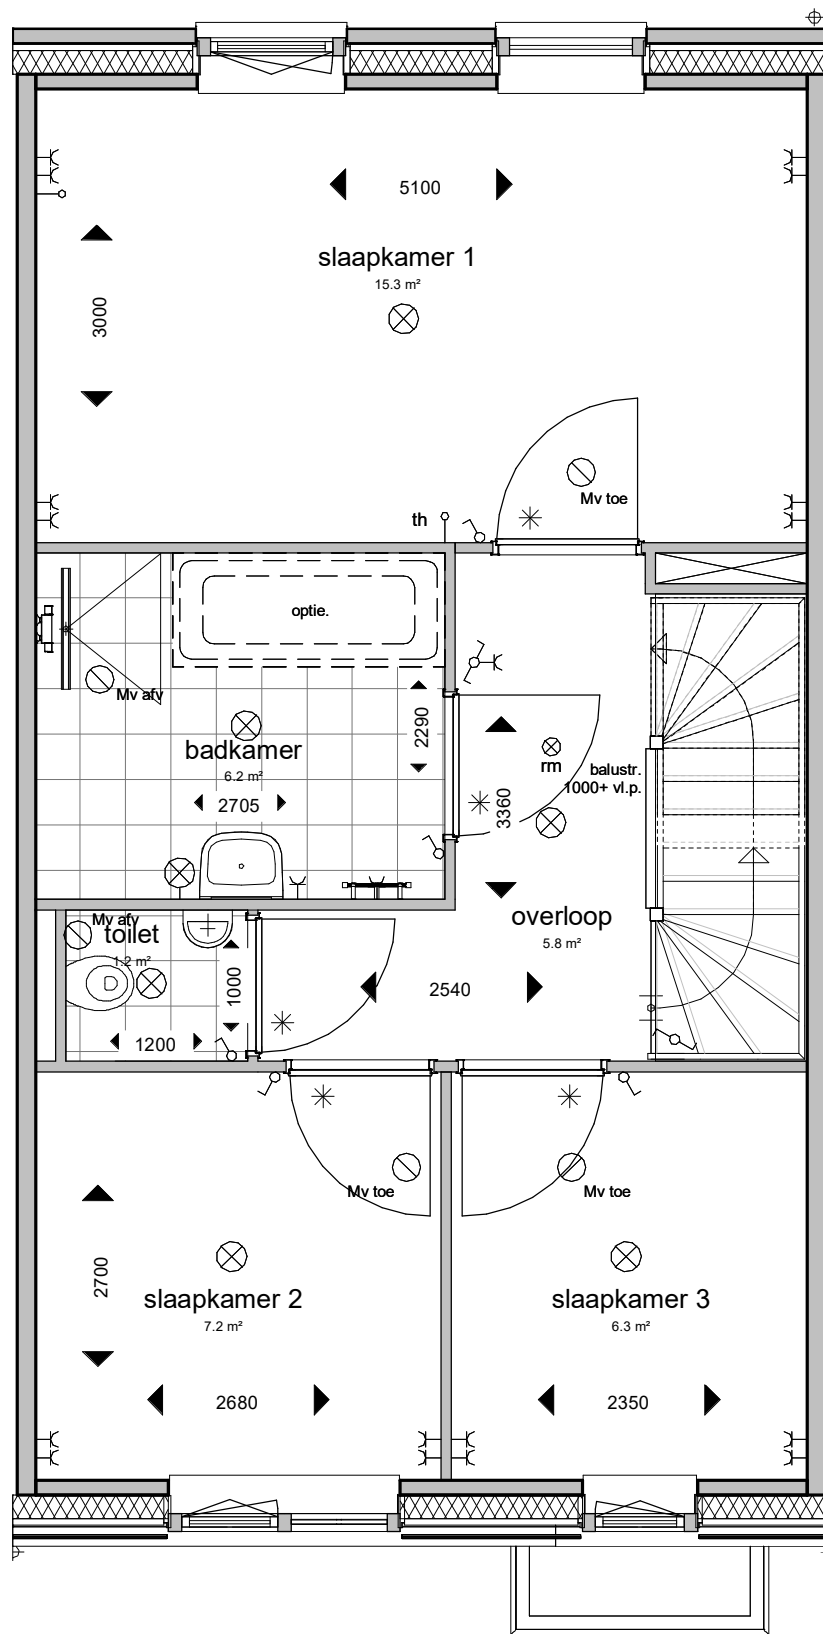 5100
slaapkamer 1
15.3 m²
3000
Mv toe
th
optie.
Mv afv
badkamer
6.2 m²
2705
2290
rm
balustr.
1000+ vl.p.
3360
overloop
5.8 m²
2540
Mv afv
toilet
1.2 m²
1000
1200
Mv toe
Mv toe
2700
slaapkamer 2
7.2 m²
2680
slaapkamer 3
6.3 m²
2350